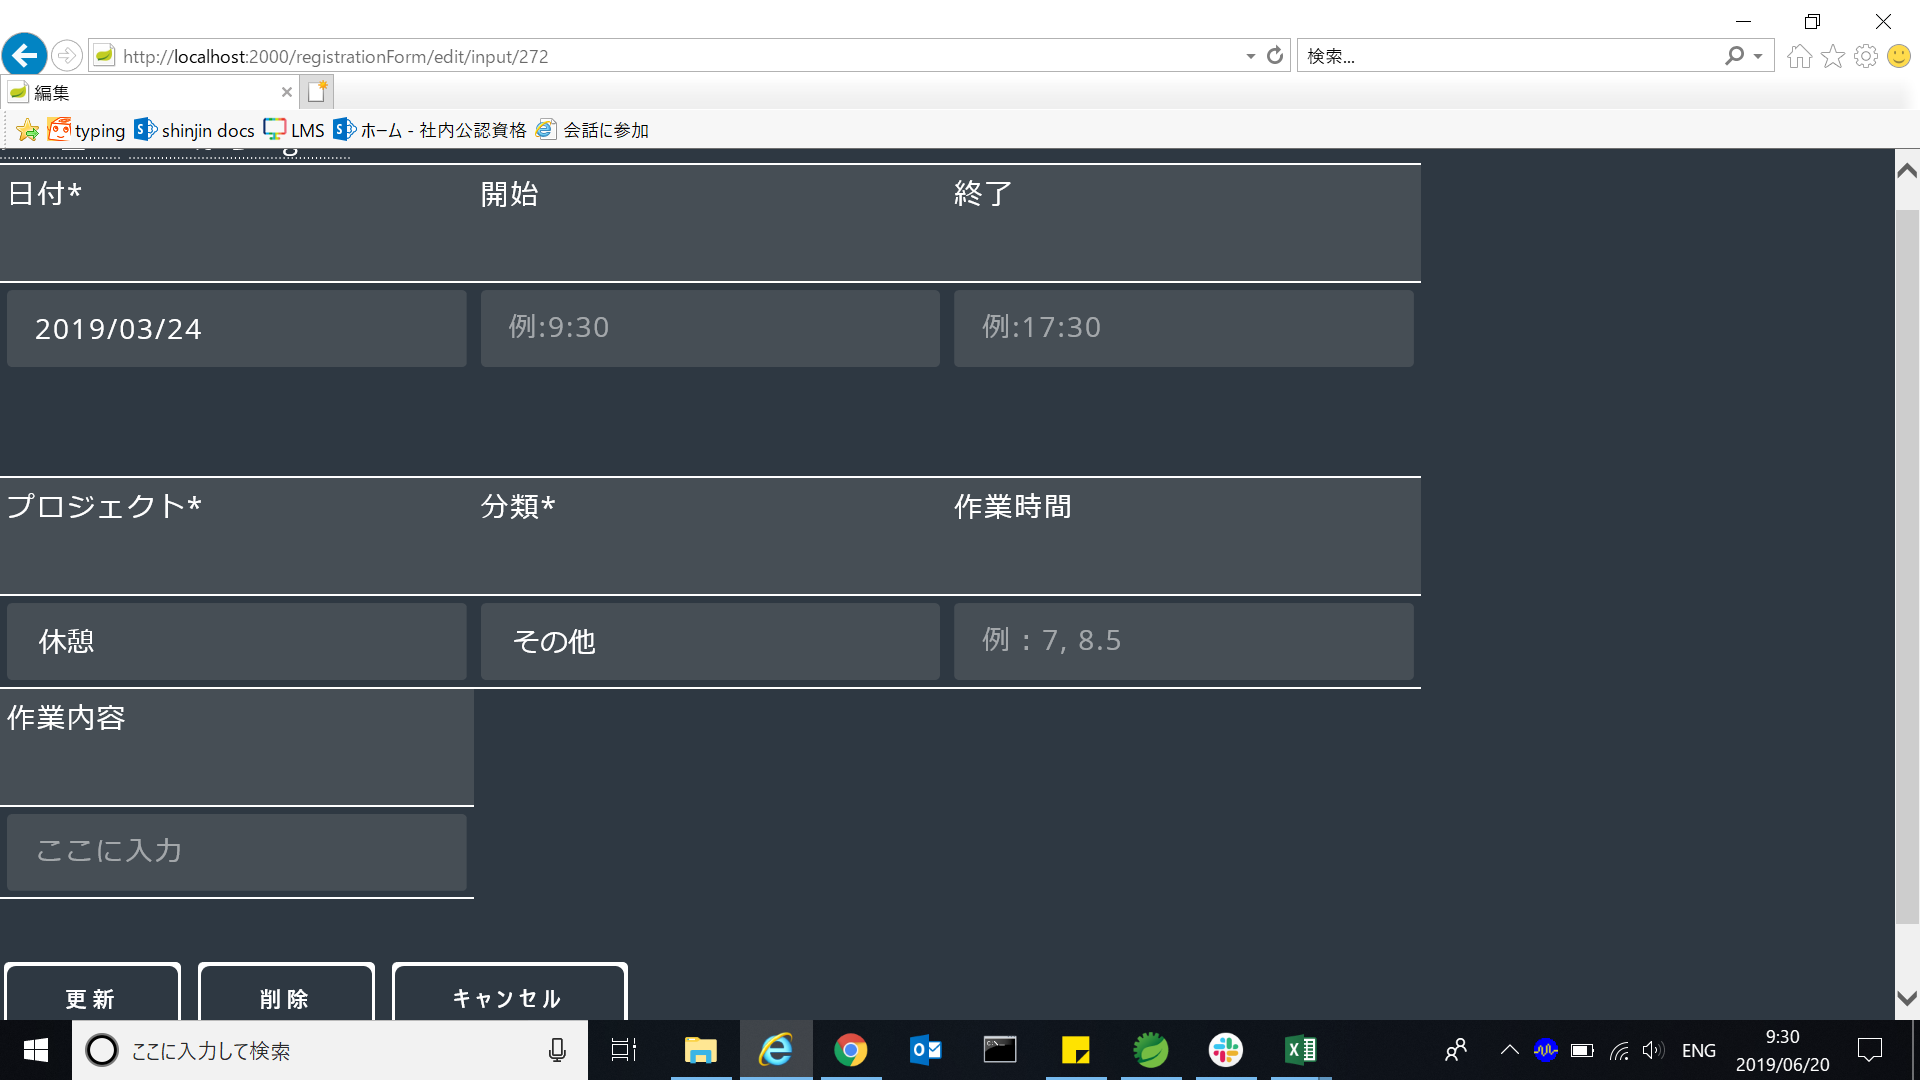 http://localhost:2000/registrationForm/edit/input/272
検索...
編集
typing shinjin docs LMS ホーム - 社内公認資格 会話に参加
日付* 開始 終了
2019/03/24 例:9:30 例:17:30
プロジェクト* 分類* 作業時間
休憩 その他 例：7, 8.5
作業内容
ここに入力
更新 削除 キャンセル
ここに入力して検索
ENG
9:30
2019/06/20